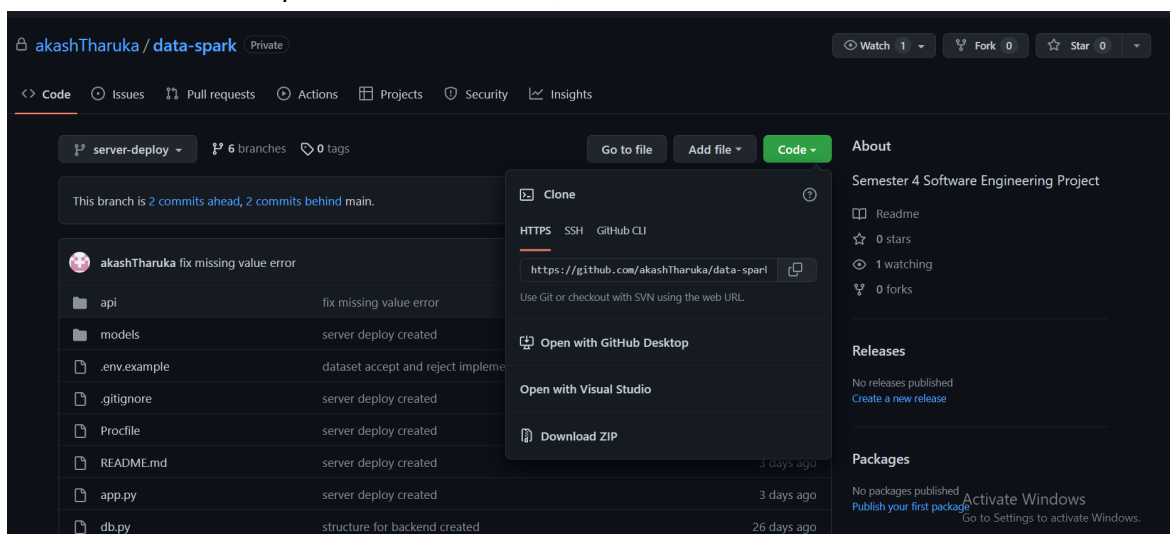 akashTharuka / data-spark Private
Watch 1 Fork 0 Star 0
Code Issues Pull requests Actions Projects Security Insights
server-deploy 6 branches 0 tags Go to file Add file Code
This branch is 2 commits ahead, 2 commits behind main.
akashTharuka fix missing value error
api fix missing value error
models server deploy created
.env.example dataset accept and reject impleme
.gitignore server deploy created
Procfile server deploy created
README.md server deploy created 3 days ago
app.py server deploy created 3 days ago
db.py structure for backend created 26 days ago
Clone
HTTPS SSH GitHub CLI
https://github.com/akashTharuka/data-spark
Use Git or checkout with SVN using the web URL.
Open with GitHub Desktop
Open with Visual Studio
Download ZIP
About
Semester 4 Software Engineering Project
Readme
0 stars
1 watching
0 forks
Releases
No releases published
Create a new release
Packages
No packages published
Publish your first package
Activate Windows
Go to Settings to activate Windows.